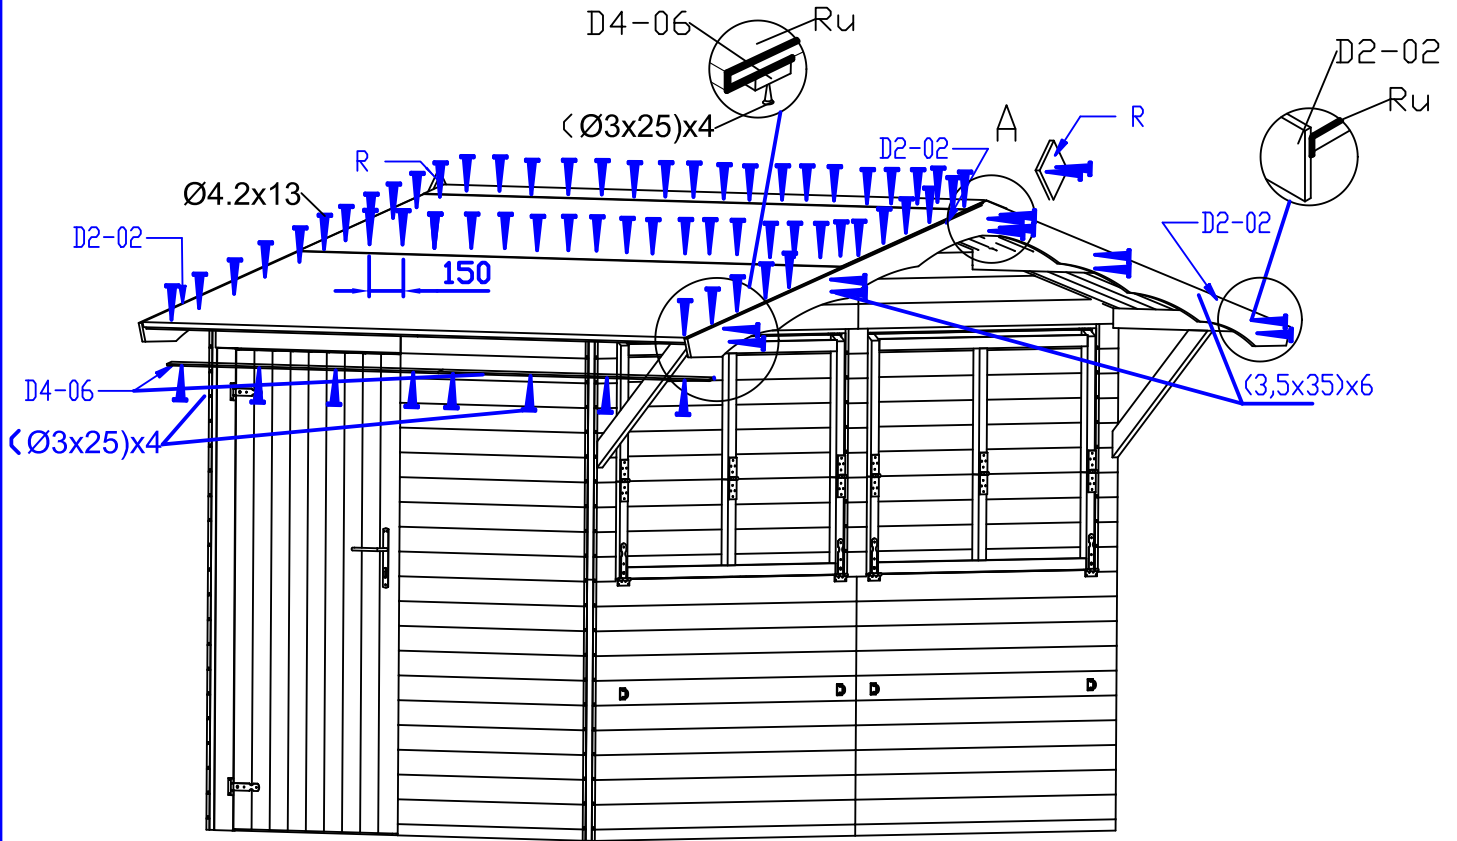 D4-06
Ru
D2-02
Ru
(Ø3x25)x4
A
R
D2-02
R
Ø4.2x13
D2-02
D2-02
150
D4-06
(3,5x35)x6
(Ø3x25)x4